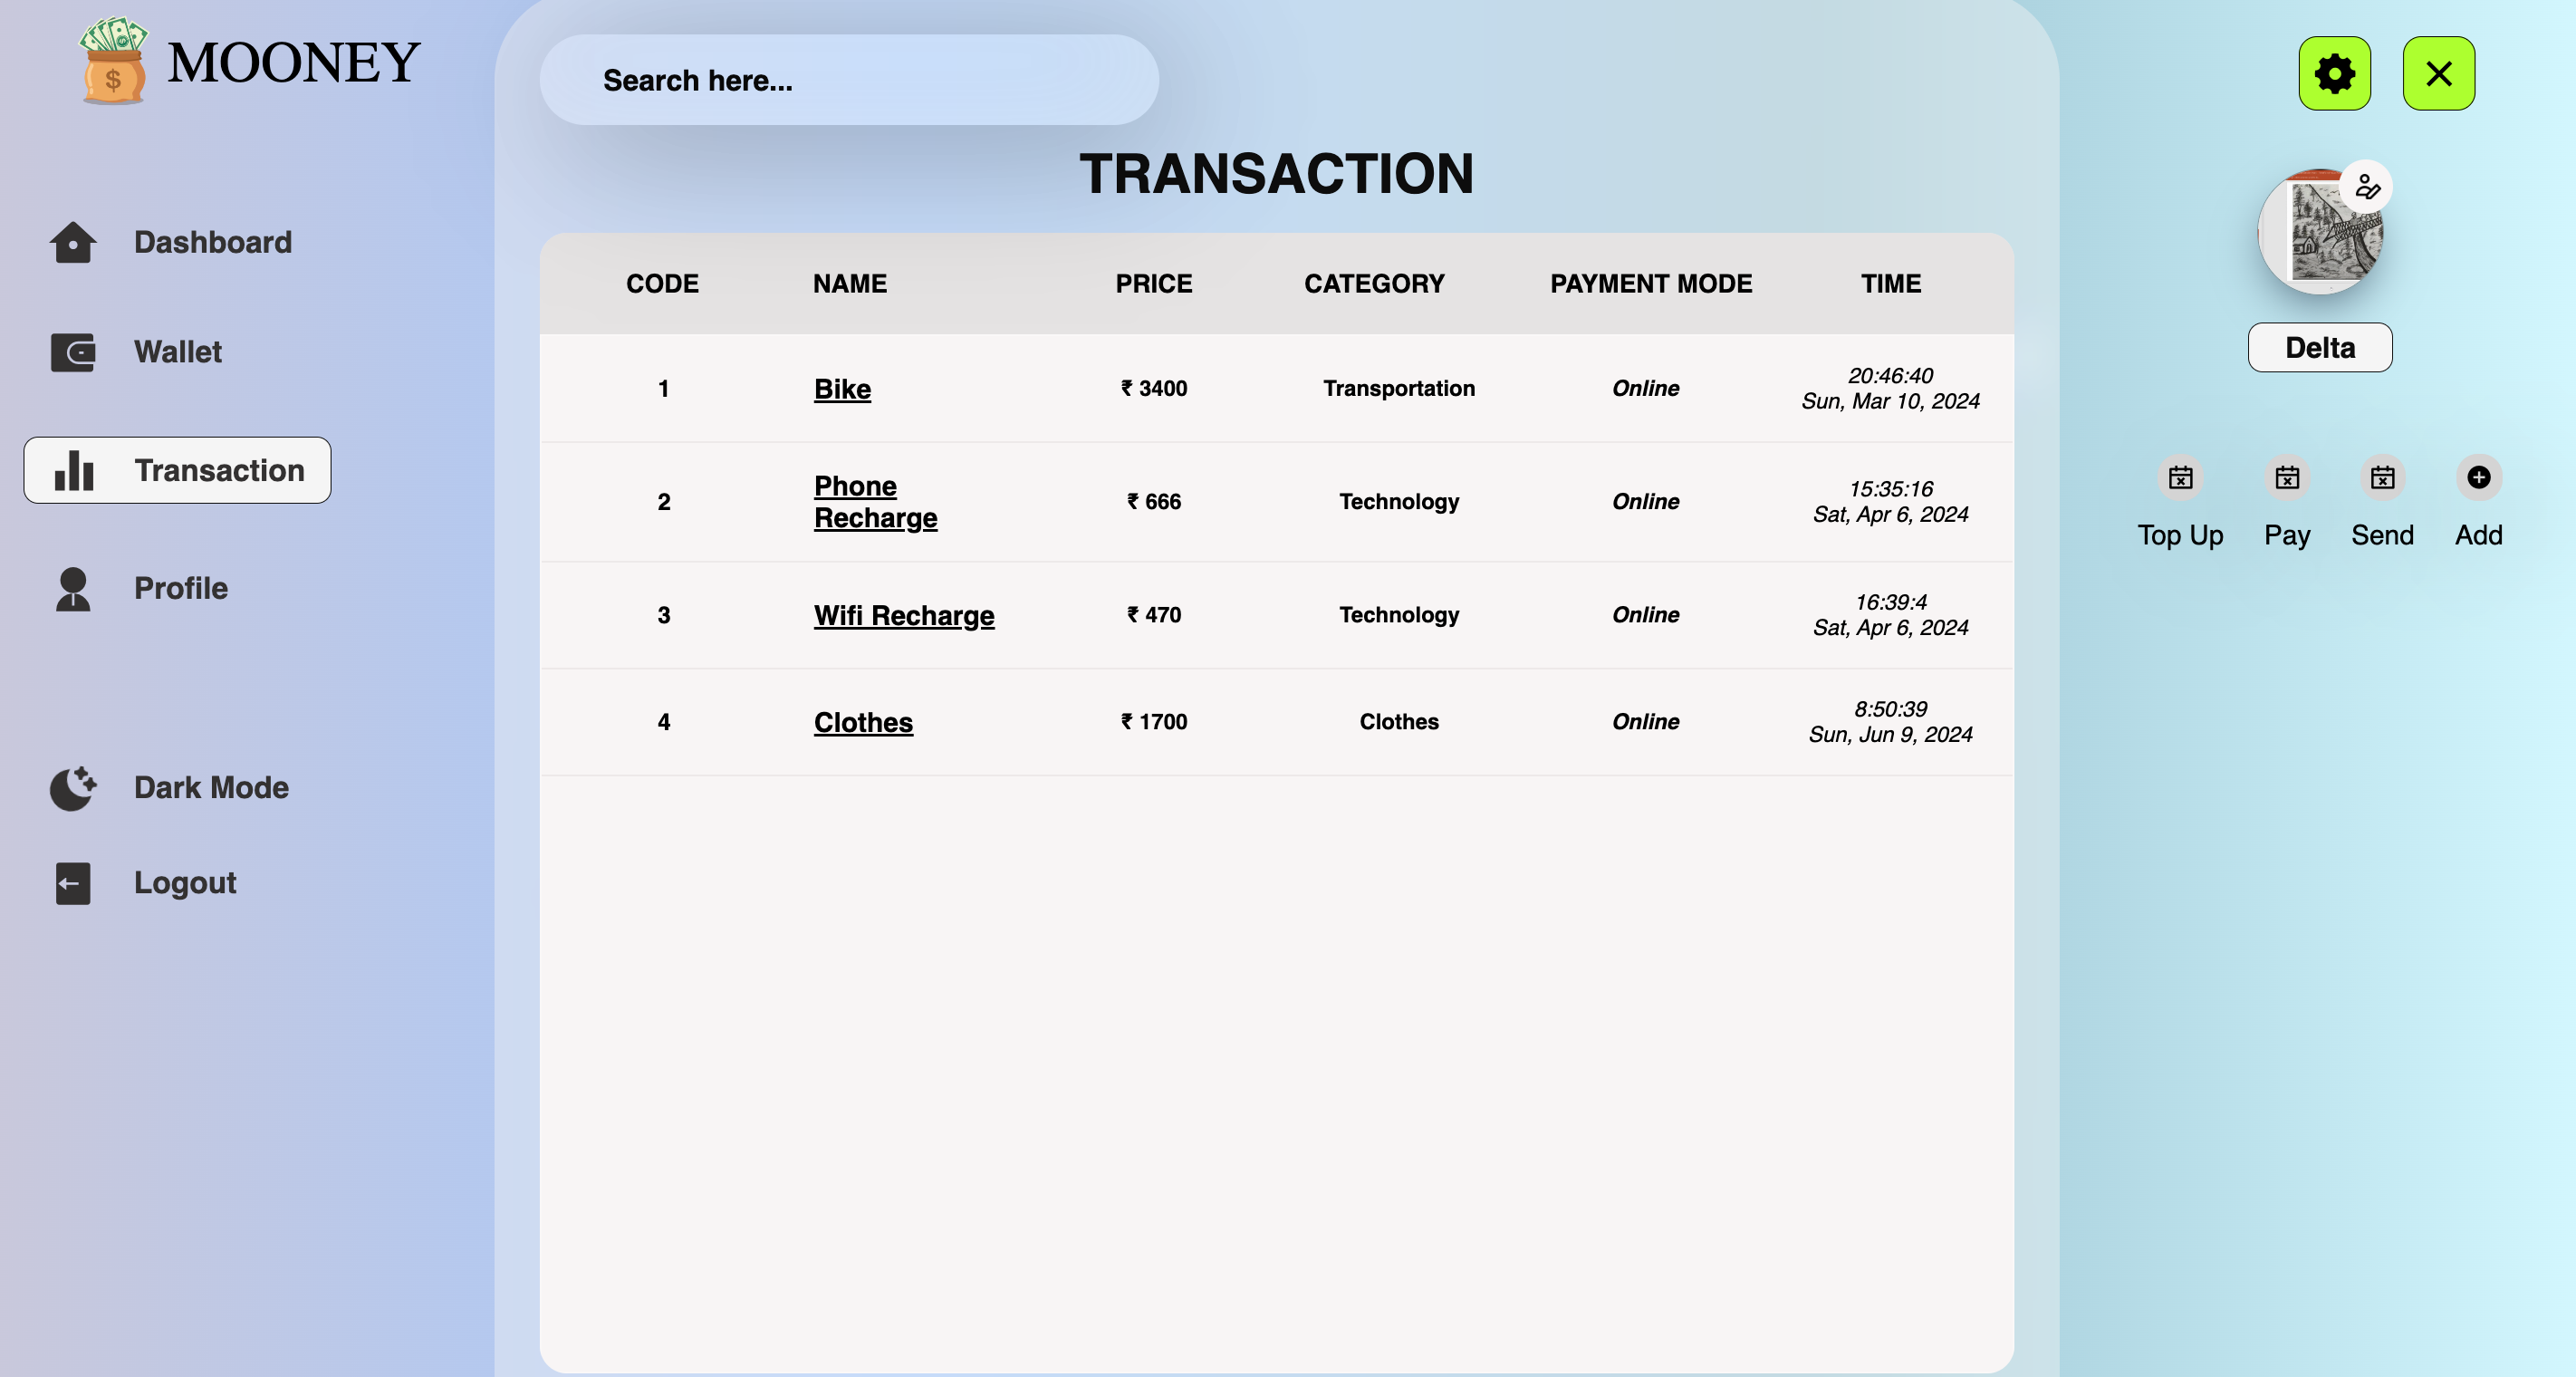 MOONEY
Dashboard
Wallet
Transaction
Profile
Dark Mode
Logout
Search here...
TRANSACTION
CODE NAME PRICE CATEGORY PAYMENT MODE TIME
1 Bike ₹ 3400 Transportation Online 20:46:40
Sun, Mar 10, 2024
2 Phone
Recharge ₹ 666 Technology Online 15:35:16
Sat, Apr 6, 2024
3 Wifi Recharge ₹ 470 Technology Online 16:39:4
Sat, Apr 6, 2024
4 Clothes ₹ 1700 Clothes Online 8:50:39
Sun, Jun 9, 2024
Delta
Top Up Pay Send Add